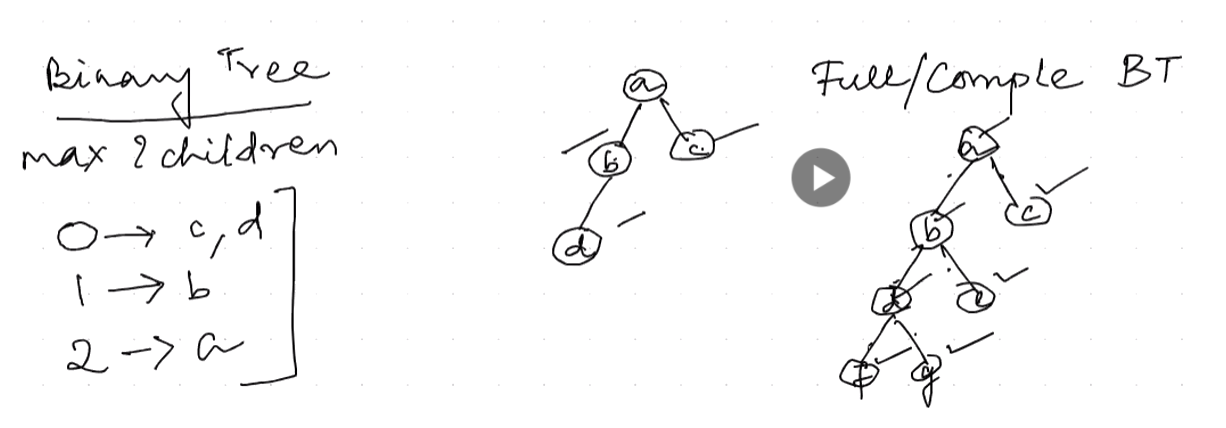 Binary Tree
max 2 children
0 → c, d
1 → b
2 → a
a
b
c
d
Full/Comple BT
a
b
c
d
e
f
g